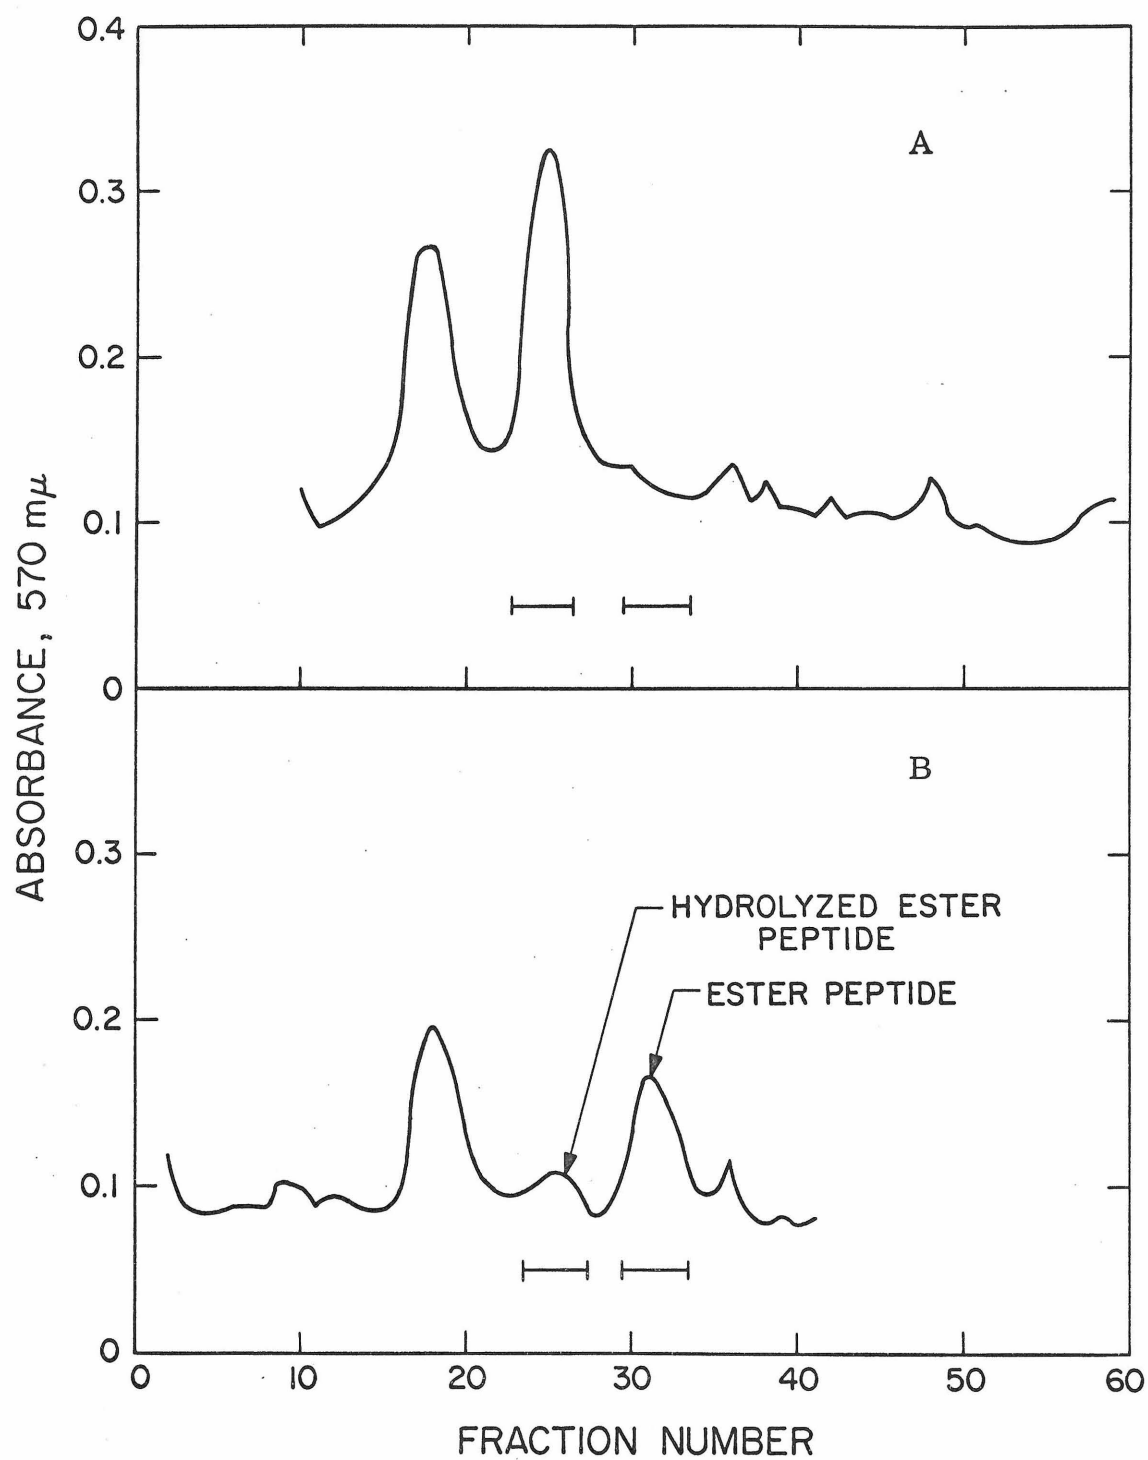 0.4
A
0.3
0.2
0.1
0
ABSORBANCE, 570 mμ
B
0.3
HYDROLYZED ESTER
PEPTIDE
ESTER PEPTIDE
0.2
0.1
0
0 10 20 30 40 50 60
FRACTION NUMBER